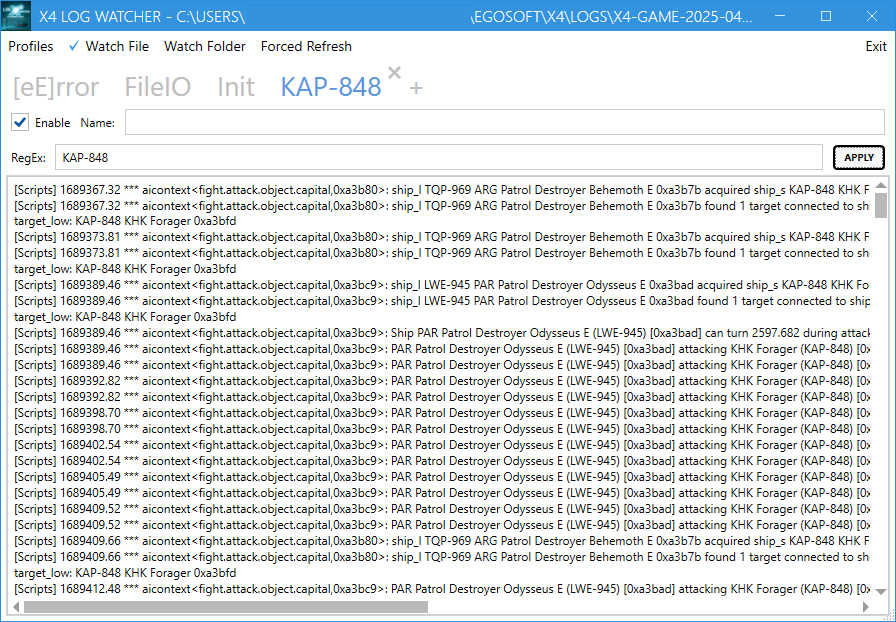 X4 LOG WATCHER - C:\USERS\ \EGOSOFT\X4\LOGS\X4-GAME-2025-04...
Profiles ✓ Watch File Watch Folder Forced Refresh Exit
[eE]rror FileIO Init KAP-848 × +
Enable Name:
RegEx: KAP-848 APPLY
[Scripts] 1689367.32 *** aicontext<fight.attack.object.capital,0xa3b80>: ship_l TQP-969 ARG Patrol Destroyer Behemoth E 0xa3b7b acquired ship_s KAP-848 KHK F
[Scripts] 1689367.32 *** aicontext<fight.attack.object.capital,0xa3b80>: ship_l TQP-969 ARG Patrol Destroyer Behemoth E 0xa3b7b found 1 target connected to sh
target_low: KAP-848 KHK Forager 0xa3bfd
[Scripts] 1689373.81 *** aicontext<fight.attack.object.capital,0xa3b80>: ship_l TQP-969 ARG Patrol Destroyer Behemoth E 0xa3b7b acquired ship_s KAP-848 KHK F
[Scripts] 1689373.81 *** aicontext<fight.attack.object.capital,0xa3b80>: ship_l TQP-969 ARG Patrol Destroyer Behemoth E 0xa3b7b found 1 target connected to sh
target_low: KAP-848 KHK Forager 0xa3bfd
[Scripts] 1689389.46 *** aicontext<fight.attack.object.capital,0xa3bc9>: ship_l LWE-945 PAR Patrol Destroyer Odysseus E 0xa3bad acquired ship_s KAP-848 KHK Fo
[Scripts] 1689389.46 *** aicontext<fight.attack.object.capital,0xa3bc9>: ship_l LWE-945 PAR Patrol Destroyer Odysseus E 0xa3bad found 1 target connected to ship
target_low: KAP-848 KHK Forager 0xa3bfd
[Scripts] 1689389.46 *** aicontext<fight.attack.object.capital,0xa3bc9>: Ship PAR Patrol Destroyer Odysseus E (LWE-945) [0xa3bad] can turn 2597.682 during attack
[Scripts] 1689389.46 *** aicontext<fight.attack.object.capital,0xa3bc9>: PAR Patrol Destroyer Odysseus E (LWE-945) [0xa3bad] attacking KHK Forager (KAP-848) [0x
[Scripts] 1689389.46 *** aicontext<fight.attack.object.capital,0xa3bc9>: PAR Patrol Destroyer Odysseus E (LWE-945) [0xa3bad] attacking KHK Forager (KAP-848) [0x
[Scripts] 1689392.82 *** aicontext<fight.attack.object.capital,0xa3bc9>: PAR Patrol Destroyer Odysseus E (LWE-945) [0xa3bad] attacking KHK Forager (KAP-848) [0x
[Scripts] 1689392.82 *** aicontext<fight.attack.object.capital,0xa3bc9>: PAR Patrol Destroyer Odysseus E (LWE-945) [0xa3bad] attacking KHK Forager (KAP-848) [0x
[Scripts] 1689398.70 *** aicontext<fight.attack.object.capital,0xa3bc9>: PAR Patrol Destroyer Odysseus E (LWE-945) [0xa3bad] attacking KHK Forager (KAP-848) [0x
[Scripts] 1689398.70 *** aicontext<fight.attack.object.capital,0xa3bc9>: PAR Patrol Destroyer Odysseus E (LWE-945) [0xa3bad] attacking KHK Forager (KAP-848) [0x
[Scripts] 1689402.54 *** aicontext<fight.attack.object.capital,0xa3bc9>: PAR Patrol Destroyer Odysseus E (LWE-945) [0xa3bad] attacking KHK Forager (KAP-848) [0x
[Scripts] 1689402.54 *** aicontext<fight.attack.object.capital,0xa3bc9>: PAR Patrol Destroyer Odysseus E (LWE-945) [0xa3bad] attacking KHK Forager (KAP-848) [0x
[Scripts] 1689405.49 *** aicontext<fight.attack.object.capital,0xa3bc9>: PAR Patrol Destroyer Odysseus E (LWE-945) [0xa3bad] attacking KHK Forager (KAP-848) [0x
[Scripts] 1689405.49 *** aicontext<fight.attack.object.capital,0xa3bc9>: PAR Patrol Destroyer Odysseus E (LWE-945) [0xa3bad] attacking KHK Forager (KAP-848) [0x
[Scripts] 1689409.52 *** aicontext<fight.attack.object.capital,0xa3bc9>: PAR Patrol Destroyer Odysseus E (LWE-945) [0xa3bad] attacking KHK Forager (KAP-848) [0x
[Scripts] 1689409.52 *** aicontext<fight.attack.object.capital,0xa3bc9>: PAR Patrol Destroyer Odysseus E (LWE-945) [0xa3bad] attacking KHK Forager (KAP-848) [0x
[Scripts] 1689409.66 *** aicontext<fight.attack.object.capital,0xa3b80>: ship_l TQP-969 ARG Patrol Destroyer Behemoth E 0xa3b7b acquired ship_s KAP-848 KHK F
[Scripts] 1689409.66 *** aicontext<fight.attack.object.capital,0xa3b80>: ship_l TQP-969 ARG Patrol Destroyer Behemoth E 0xa3b7b found 1 target connected to sh
target_low: KAP-848 KHK Forager 0xa3bfd
[Scripts] 1689412.48 *** aicontext<fight.attack.object.capital,0xa3bc9>: PAR Patrol Destroyer Odysseus E (LWE-945) [0xa3bad] attacking KHK Forager (KAP-848) [0x